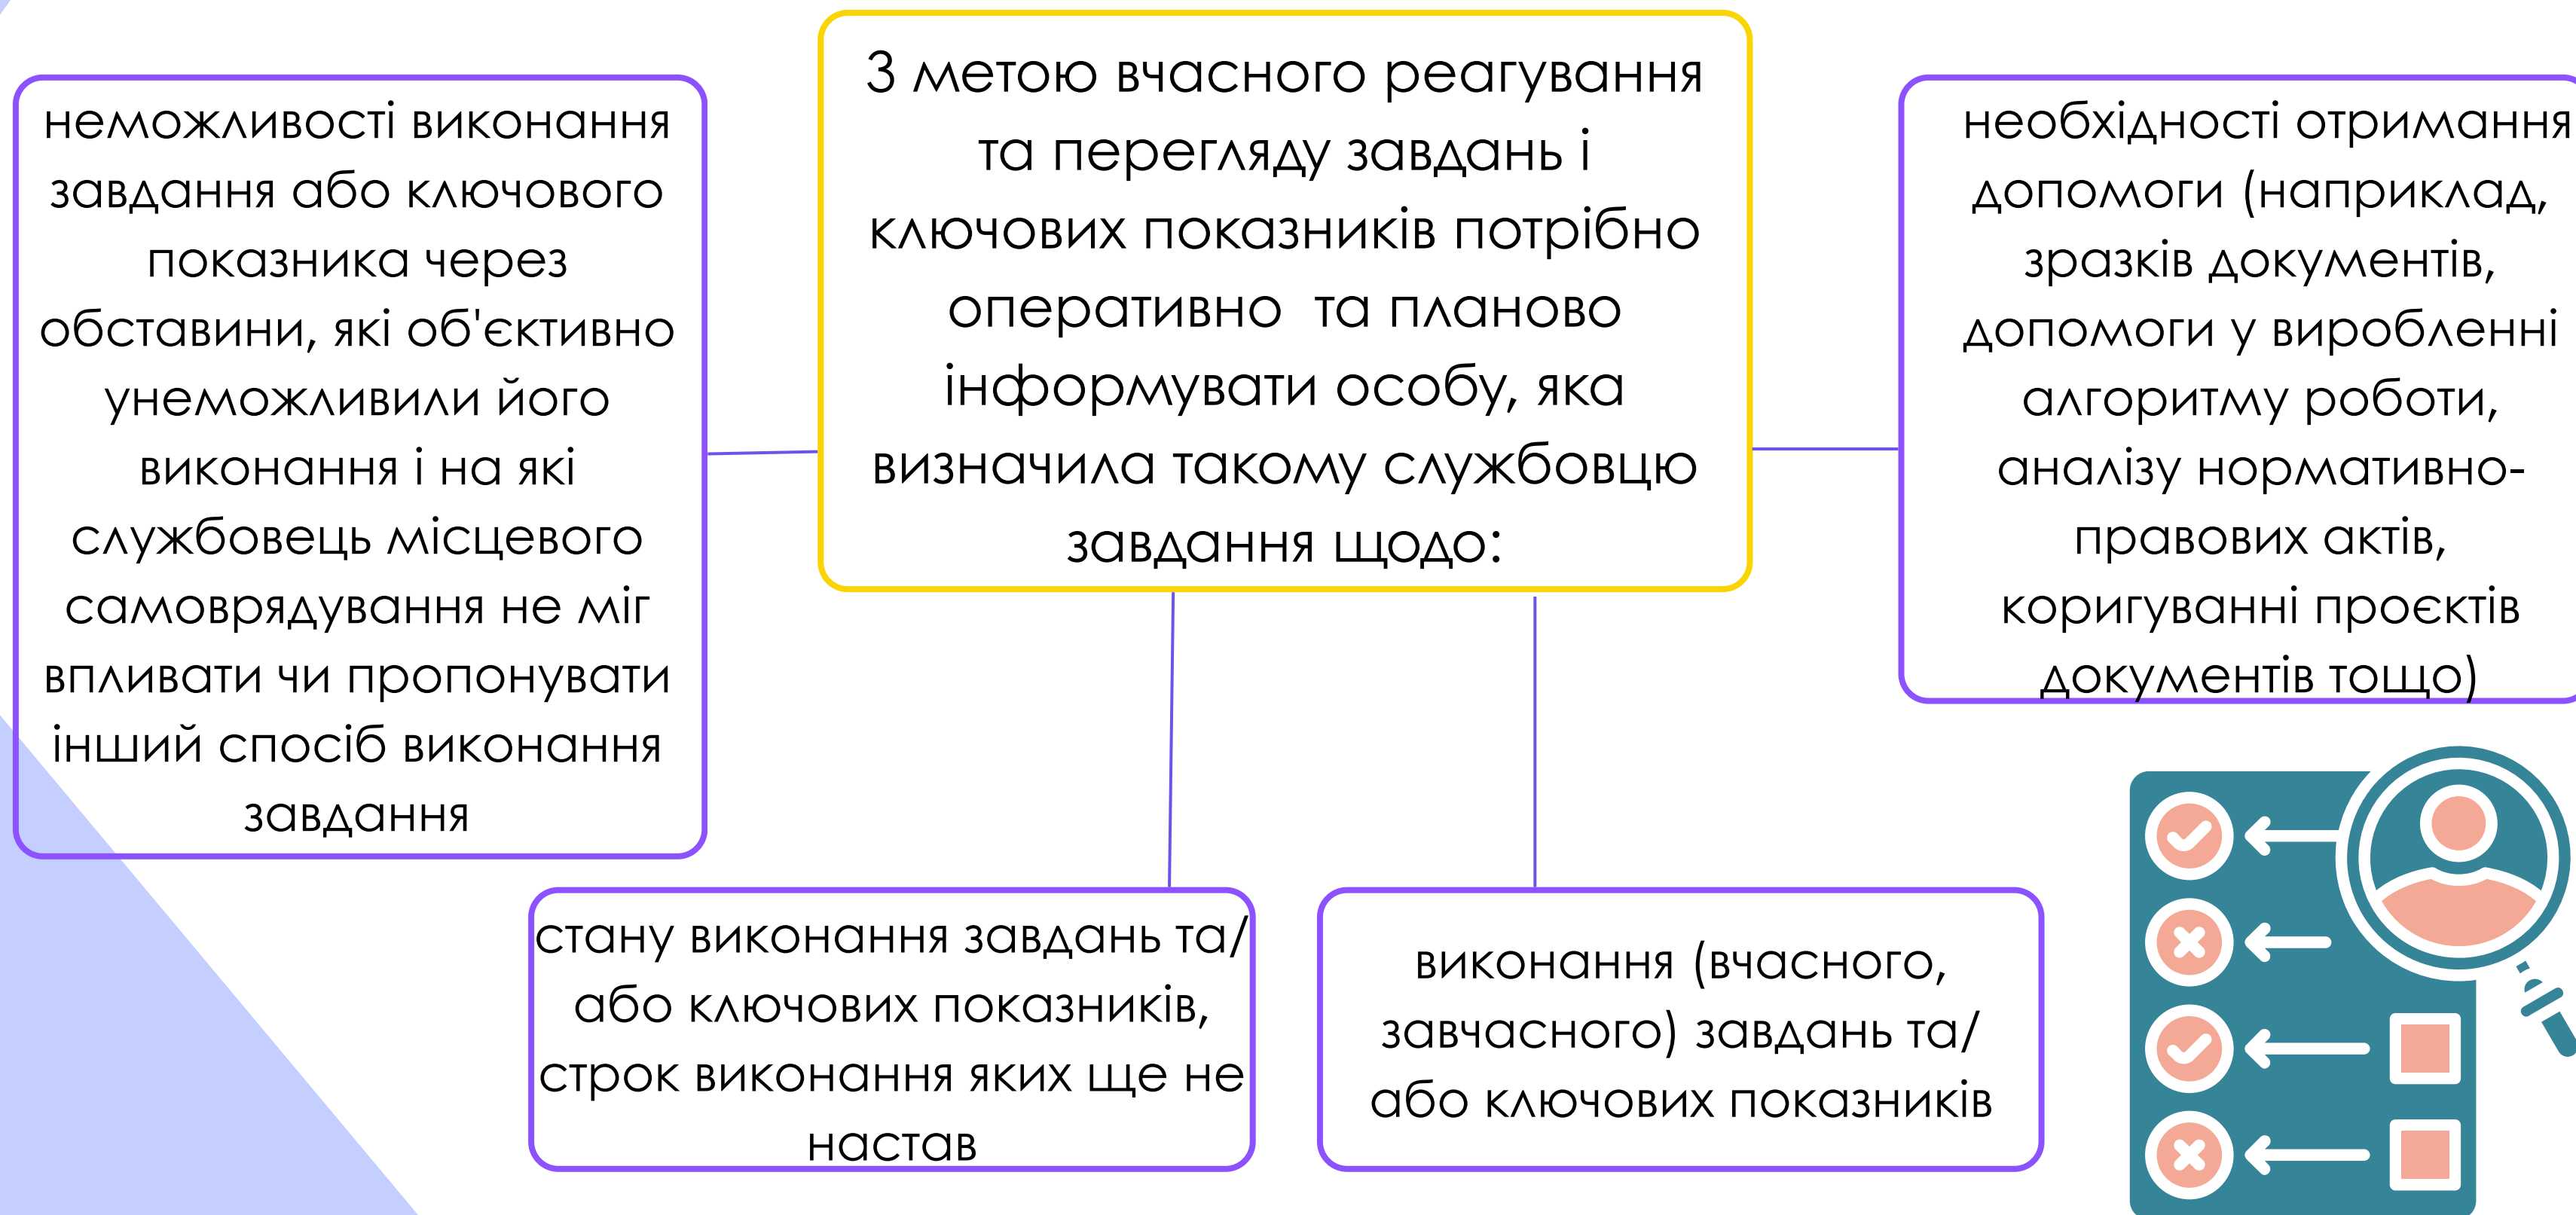 З метою вчасного реагування
та перегляду завдань і
ключових показників потрібно
оперативно та планово
інформувати особу, яка
визначила такому службовцю
завдання щодо:
неможливості виконання
завдання або ключового
показника через
обставини, які об'єктивно
унеможливили його
виконання і на які
службовець місцевого
самоврядування не міг
впливати чи пропонувати
інший спосіб виконання
завдання
стану виконання завдань та/
або ключових показників,
строк виконання яких ще не
настав
виконання (вчасного,
завчасного) завдань та/
або ключових показників
необхідності отримання
допомоги (наприклад,
зразків документів,
допомоги у виробленні
алгоритму роботи,
аналізу нормативно-
правових актів,
коригуванні проєктів
документів тощо)